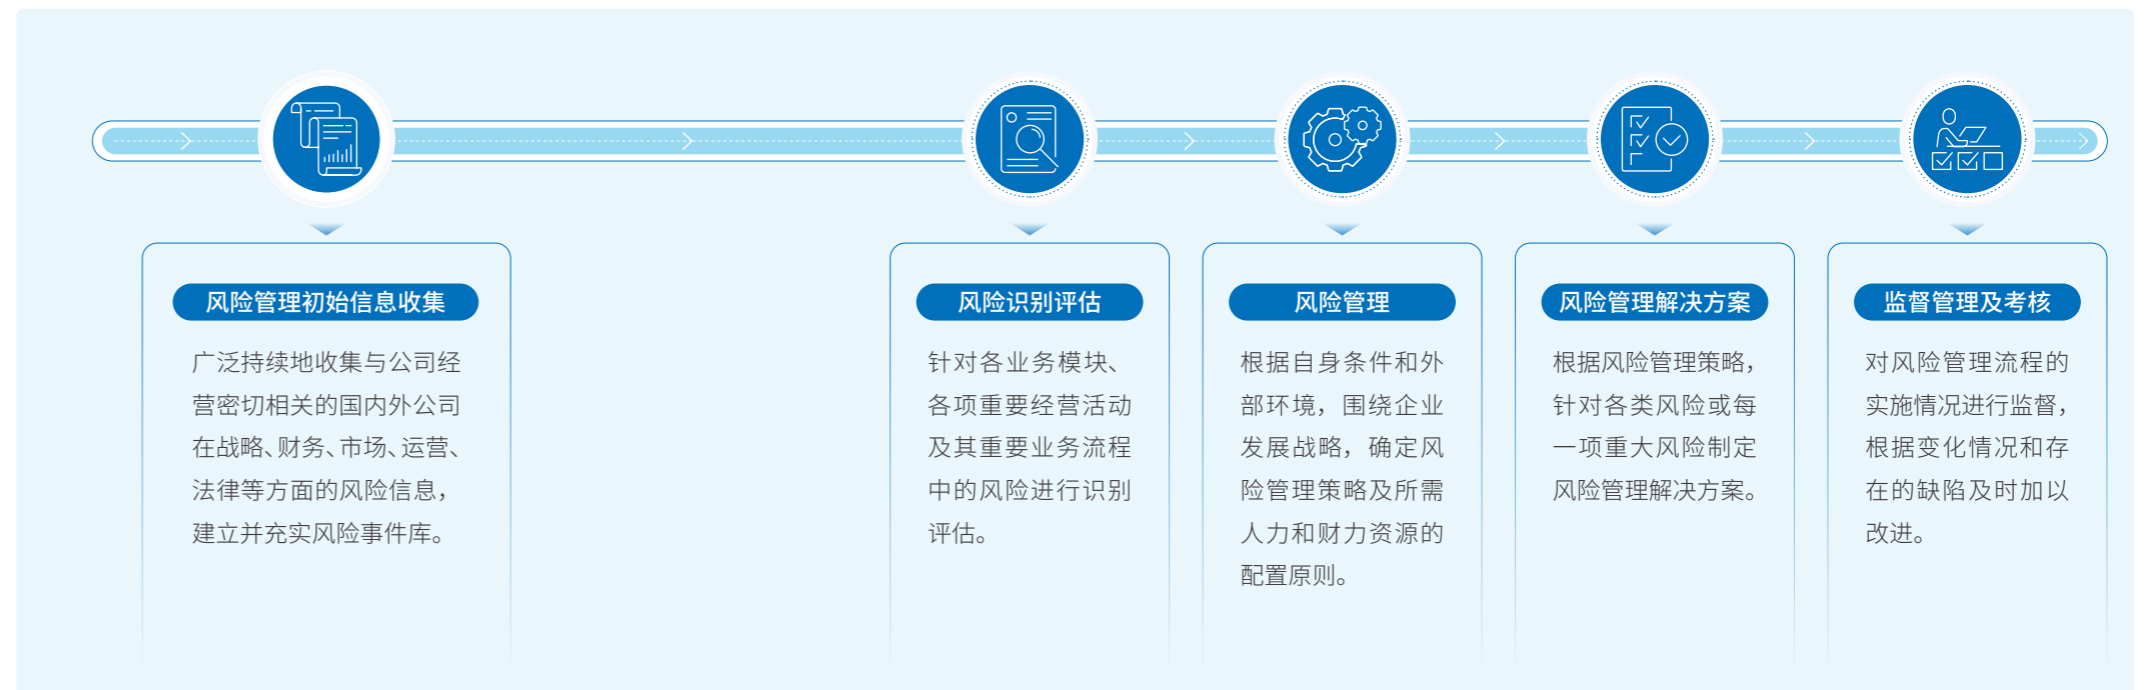 风险管理初始信息收集
广泛持续地收集与公司经
营密切相关的国内外公司
在战略、财务、市场、运营、
法律等方面的风险信息，
建立并充实风险事件库。
风险识别评估
针对各业务模块、
各项重要经营活动
及其重要业务流程
中的风险进行识别
评估。
风险管理
根据自身条件和外
部环境，围绕企业
发展战略，确定风
险管理策略及所需
人力和财力资源的
配置原则。
风险管理解决方案
根据风险管理策略，
针对各类风险或每
一项重大风险制定
风险管理解决方案。
监督管理及考核
对风险管理流程的
实施情况进行监督，
根据变化情况和存
在的缺陷及时加以
改进。